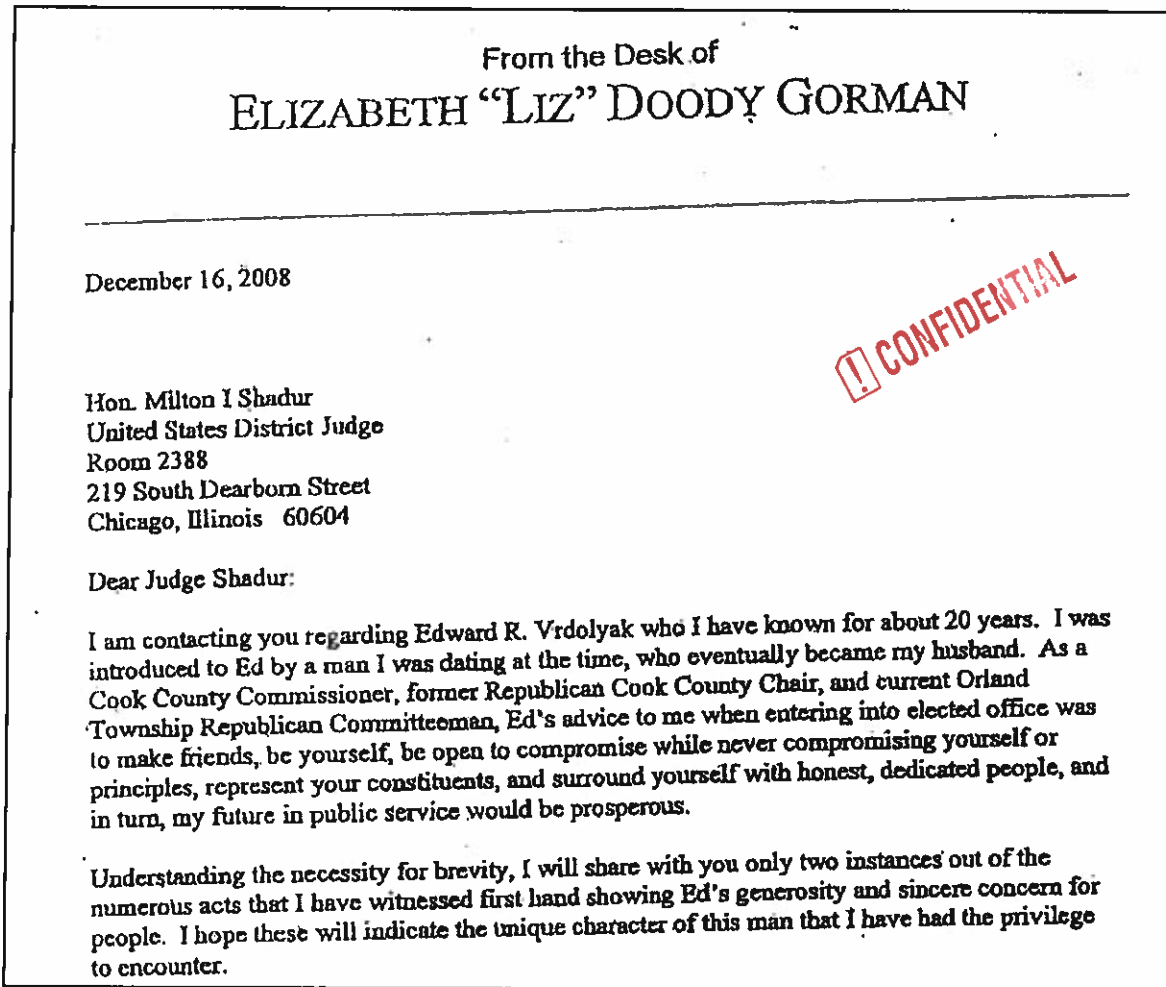 From the Desk of
ELIZABETH “LIZ” DOODY GORMAN
December 16, 2008
CONFIDENTIAL
Hon. Milton I Shadur
United States District Judge
Room 2388
219 South Dearborn Street
Chicago, Illinois 60604
Dear Judge Shadur:
I am contacting you regarding Edward R. Vrdolyak who I have known for about 20 years. I was
introduced to Ed by a man I was dating at the time, who eventually became my husband. As a
Cook County Commissioner, former Republican Cook County Chair, and current Orland
Township Republican Committeeman, Ed's advice to me when entering into elected office was
to make friends, be yourself, be open to compromise while never compromising yourself or
principles, represent your constituents, and surround yourself with honest, dedicated people, and
in turn, my future in public service would be prosperous.
Understanding the necessity for brevity, I will share with you only two instances out of the
numerous acts that I have witnessed first hand showing Ed's generosity and sincere concern for
people. I hope these will indicate the unique character of this man that I have had the privilege
to encounter.